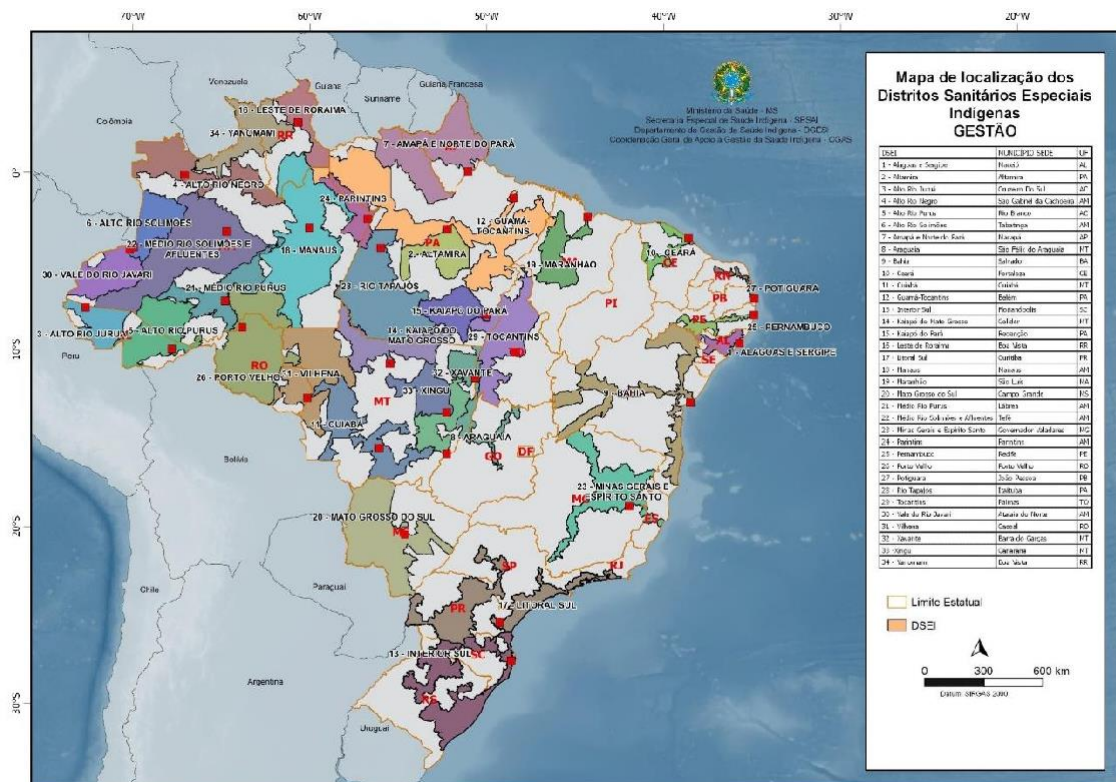 70°W
60°W
50°W
40°W
30°W
20°W
0°
10°S
20°S
30°S
Venezuela
Guiana
Suriname
Guiana Francesa
Colômbia
Peru
Bolívia
Chile
Paraguai
Argentina
Uruguai
Ministério da Saúde - MS
Secretaria Especial de Saúde Indígena - SESAI
Departamento de Gestão de Saúde Indígena - DGESI
Coordenação Geral de Apoio à Gestão da Saúde Indígena - CGAS
16 - LESTE DE RORAIMA
34 - YANOMAMI
RR
7 - AMAPÁ E NORTE DO PARÁ
4 - ALTO RIO NEGRO
24 - PARINTINS
6 - ALTO RIO SOLIMÕES
22 - MÉDIO RIO SOLIMÕES E
AFLUENTES
18 - MANAUS
PA
12 - GUAMÁ-
TOCANTINS
2 - ALTAMIRA
19 - MARANHÃO
10 - CEARÁ
CE
RN
30 - VALE DO RIO JAVARI
28 - RIO TAPAJÓS
PI
PB
27 - POTIGUARA
21 - MÉDIO RIO PURUS
15 - KAIAPÓ DO PARÁ
PE
25 - PERNAMBUCO
3 - ALTO RIO JURUÁ
5 - ALTO RIO PURUS
14 - KAIAPÓ DO
MATO GROSSO
29 - TOCANTINS
AL
1 - ALAGOAS E SERGIPE
SE
RO
26 - PORTO VELHO
31 - VILHENA
32 - XAVANTE
33 - XINGU
9 - BAHIA
MT
11 - CUIABÁ
8 - ARAGUAIA
GO
DF
23 - MINAS GERAIS E
ESPÍRITO SANTO
MG
ES
20 - MATO GROSSO DO SUL
MS
SP
RJ
PR
17 - LITORAL SUL
13 - INTERIOR SUL
SC
RS
Mapa de localização dos
Distritos Sanitários Especiais
Indígenas
GESTÃO
DSEI MUNICÍPIO SEDE UF
1 - Alagoas e Sergipe Maceió AL
2 - Altamira Altamira PA
3 - Alto Rio Juruá Cruzeiro Do Sul AC
4 - Alto Rio Negro São Gabriel da Cachoeira AM
5 - Alto Rio Purus Rio Branco AC
6 - Alto Rio Solimões Tabatinga AM
7 - Amapá e Norte do Pará Macapá AP
8 - Araguaia São Félix do Araguaia MT
9 - Bahia Salvador BA
10 - Ceará Fortaleza CE
11 - Cuiabá Cuiabá MT
12 - Guamá-Tocantins Belém PA
13 - Interior Sul Florianópolis SC
14 - Kaiapó do Mato Grosso Colider MT
15 - Kaiapó do Pará Redenção PA
16 - Leste de Roraima Boa Vista RR
17 - Litoral Sul Curitiba PR
18 - Manaus Manaus AM
19 - Maranhão São Luís MA
20 - Mato Grosso do Sul Campo Grande MS
21 - Médio Rio Purus Lábrea AM
22 - Médio Rio Solimões e Afluentes Tefé AM
23 - Minas Gerais e Espírito Santo Governador Valadares MG
24 - Parintins Parintins AM
25 - Pernambuco Recife PE
26 - Porto Velho Porto Velho RO
27 - Potiguara João Pessoa PB
28 - Rio Tapajós Itaituba PA
29 - Tocantins Palmas TO
30 - Vale do Rio Javari Atalaia do Norte AM
31 - Vilhena Cacoal RO
32 - Xavante Barra do Garças MT
33 - Xingu Canarana MT
34 - Yanomami Boa Vista RR
Limite Estatual
DSEI
0 300 600 km
Datum: SIRGAS 2000